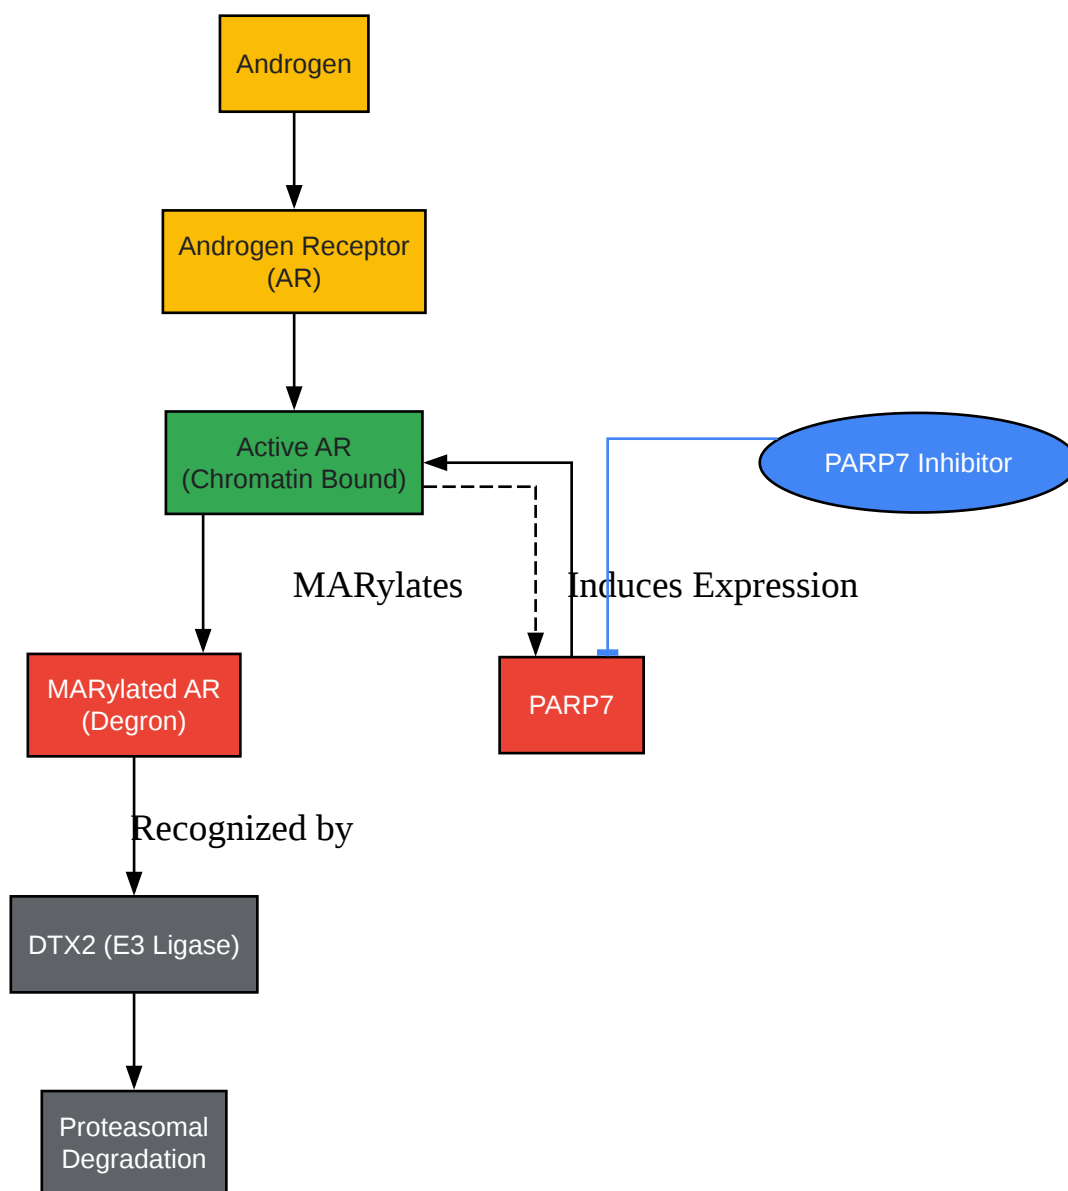 Androgen
Androgen Receptor
(AR)
Active AR
(Chromatin Bound)
PARP7 Inhibitor
MARylates
Induces Expression
MARylated AR
(Degron)
PARP7
Recognized by
DTX2 (E3 Ligase)
Proteasomal
Degradation